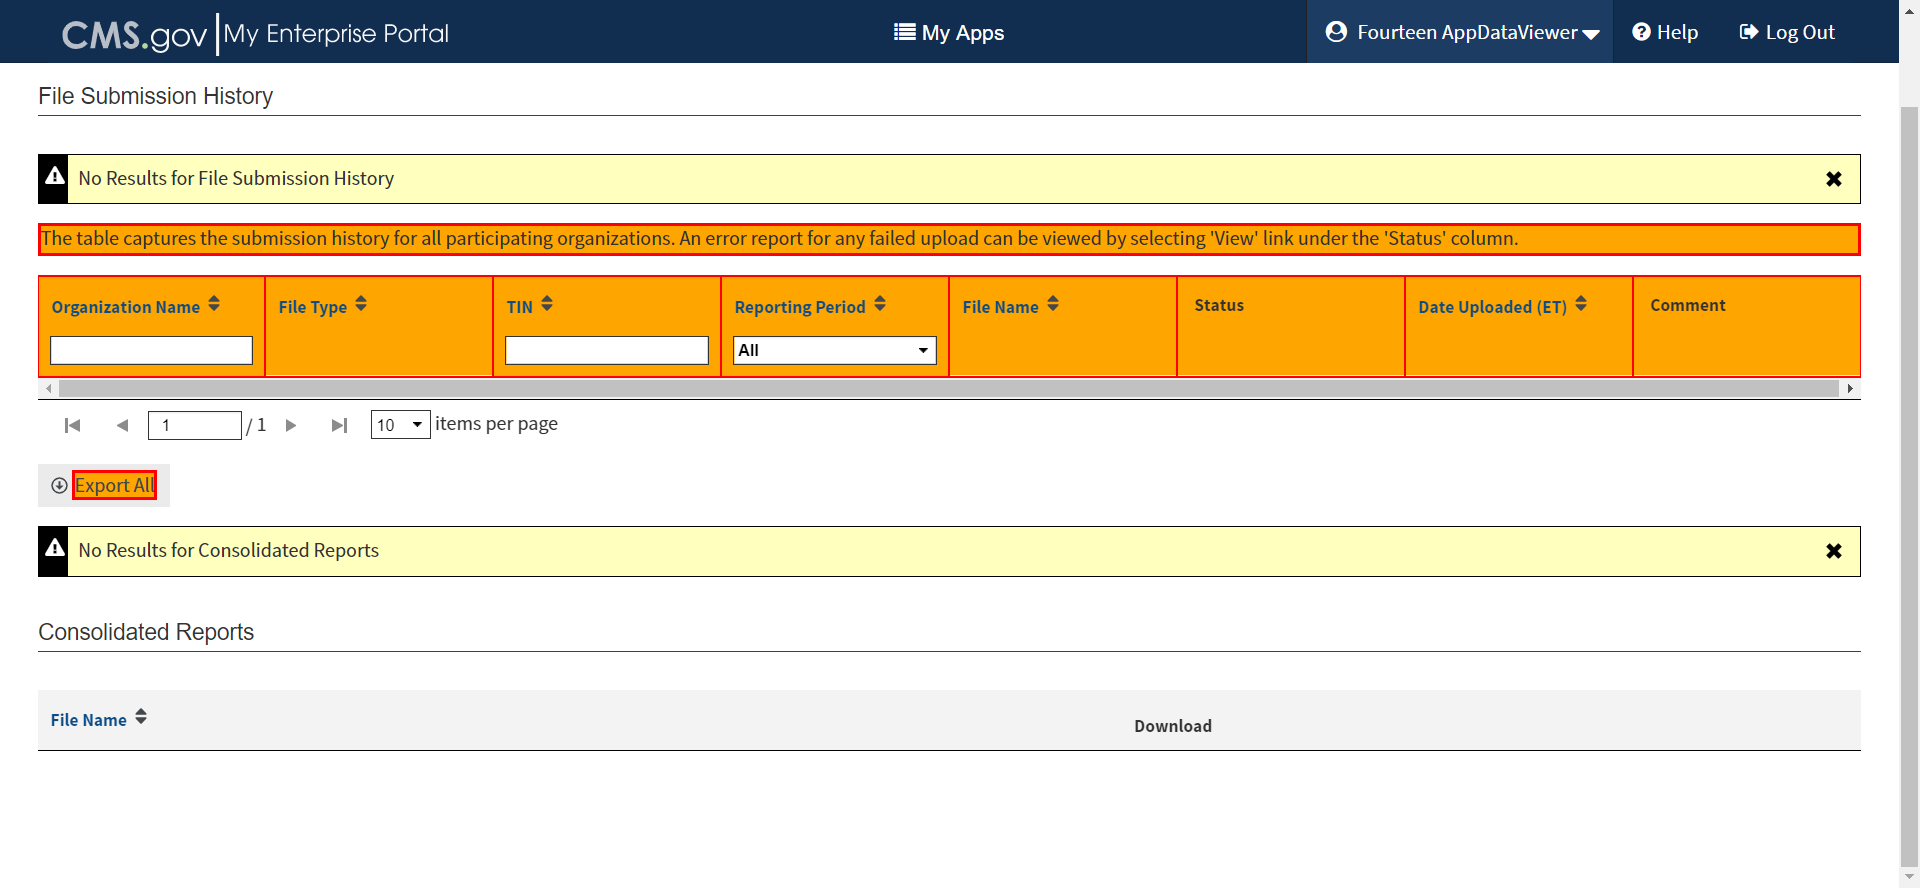 CMS.gov My Enterprise Portal My Apps Fourteen AppDataViewer Help Log Out
File Submission History
No Results for File Submission History
The table captures the submission history for all participating organizations. An error report for any failed upload can be viewed by selecting 'View' link under the 'Status' column.
Organization Name File Type TIN Reporting Period File Name Status Date Uploaded (ET) Comment
All
1 / 1 10 items per page
Export All
No Results for Consolidated Reports
Consolidated Reports
File Name Download